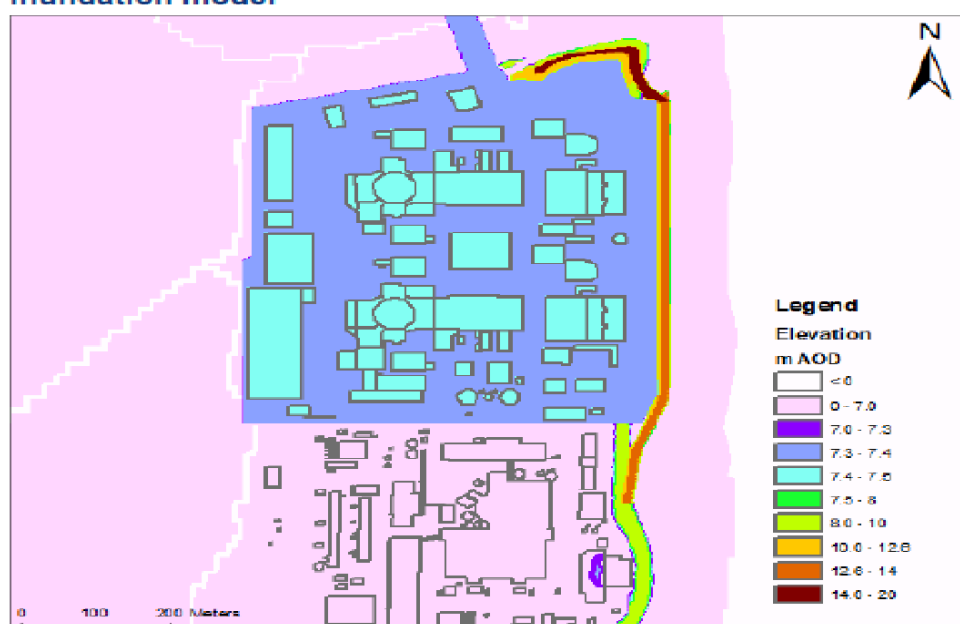 inundation model
N
Legend
Elevation
m AOD
< 0
0 - 7.0
7.0 - 7.3
7.3 - 7.4
7.4 - 7.5
7.5 - 8
8.0 - 10
10.0 - 12.6
12.6 - 14
14.0 - 20
0 100 200 Meters